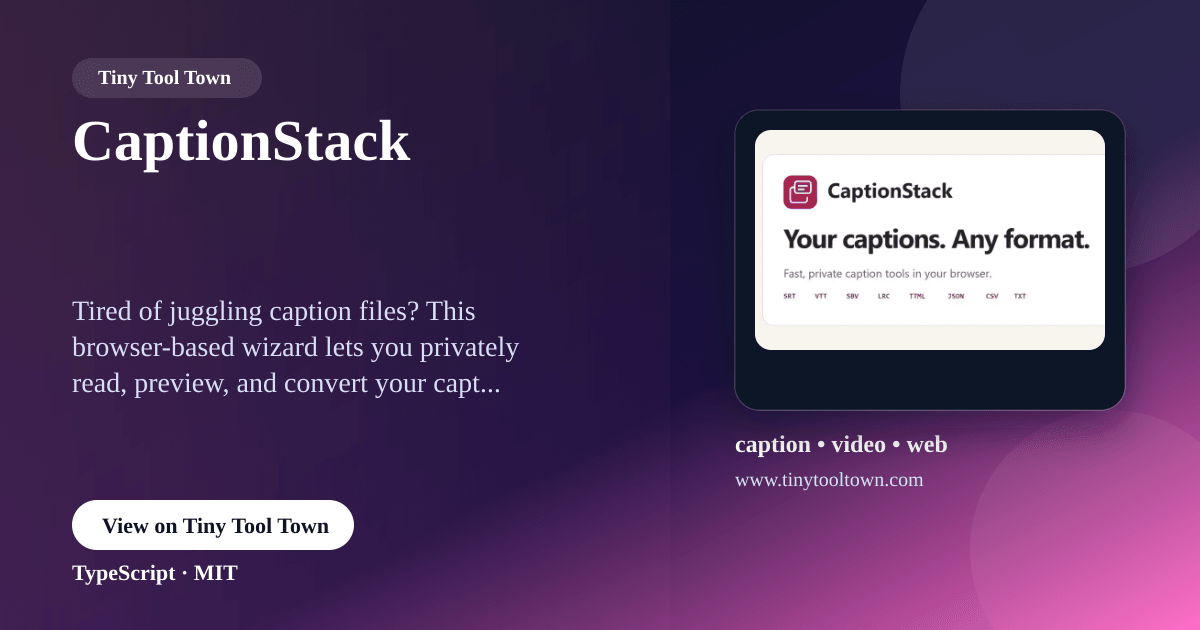 Tiny Tool Town
CaptionStack
Tired of juggling caption files? This
browser-based wizard lets you privately
read, preview, and convert your capt...
View on Tiny Tool Town
TypeScript · MIT
CaptionStack
Your captions. Any format.
Fast, private caption tools in your browser.
SRT VTT SBV LRC TTML JSON CSV TXT
caption • video • web
www.tinytooltown.com